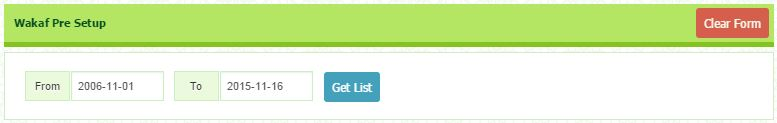 Wakaf Pre Setup Clear Form
From 2006-11-01 To 2015-11-16 Get List